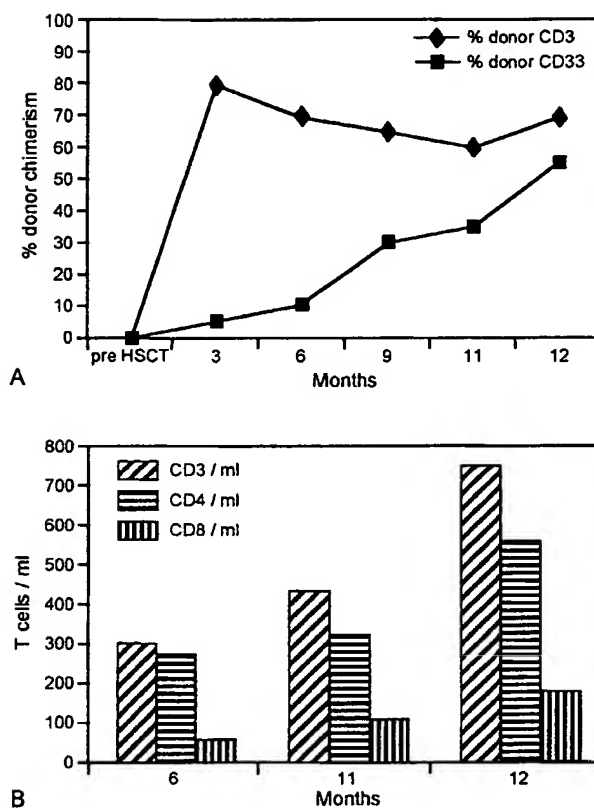 100
90
80
70
60
50
40
30
20
10
0
% donor chimerism
% donor CD3
% donor CD33
pre HSCT 3 6 9 11 12
Months
A
800
700
600
500
400
300
200
100
0
T cells / ml
CD3 / ml
CD4 / ml
CD8 / ml
6 11 12
Months
B